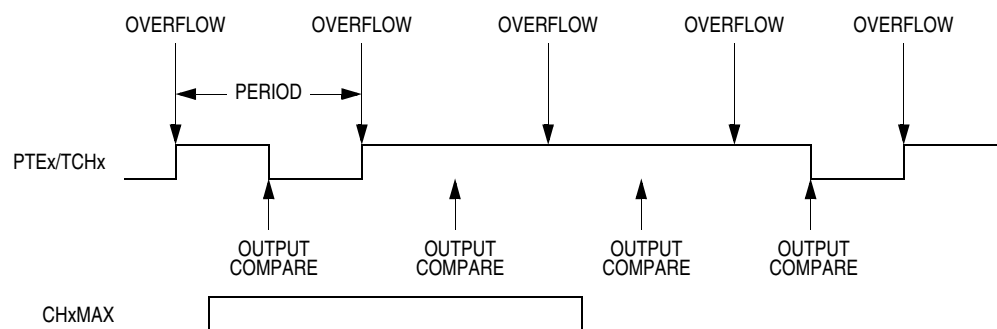 OVERFLOW OVERFLOW OVERFLOW OVERFLOW OVERFLOW
PERIOD
PTEx/TCHx
OUTPUT COMPARE
OUTPUT COMPARE
OUTPUT COMPARE
OUTPUT COMPARE
CHxMAX